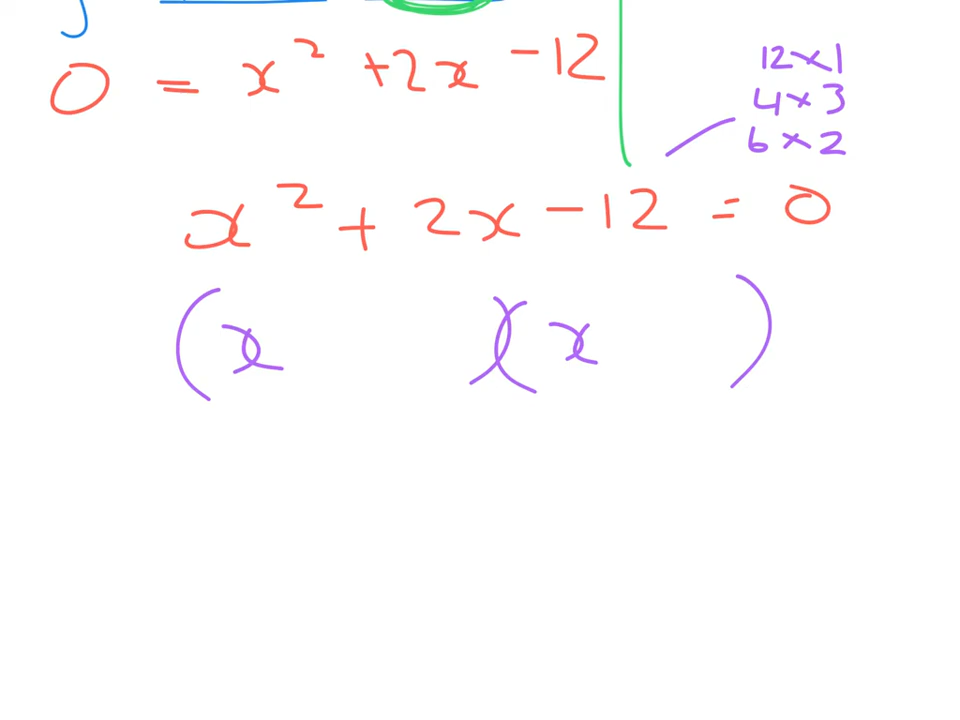 0 = x² + 2x - 12
12 x 1
4 x 3
6 x 2
x² + 2x - 12 = 0
(x )(x )